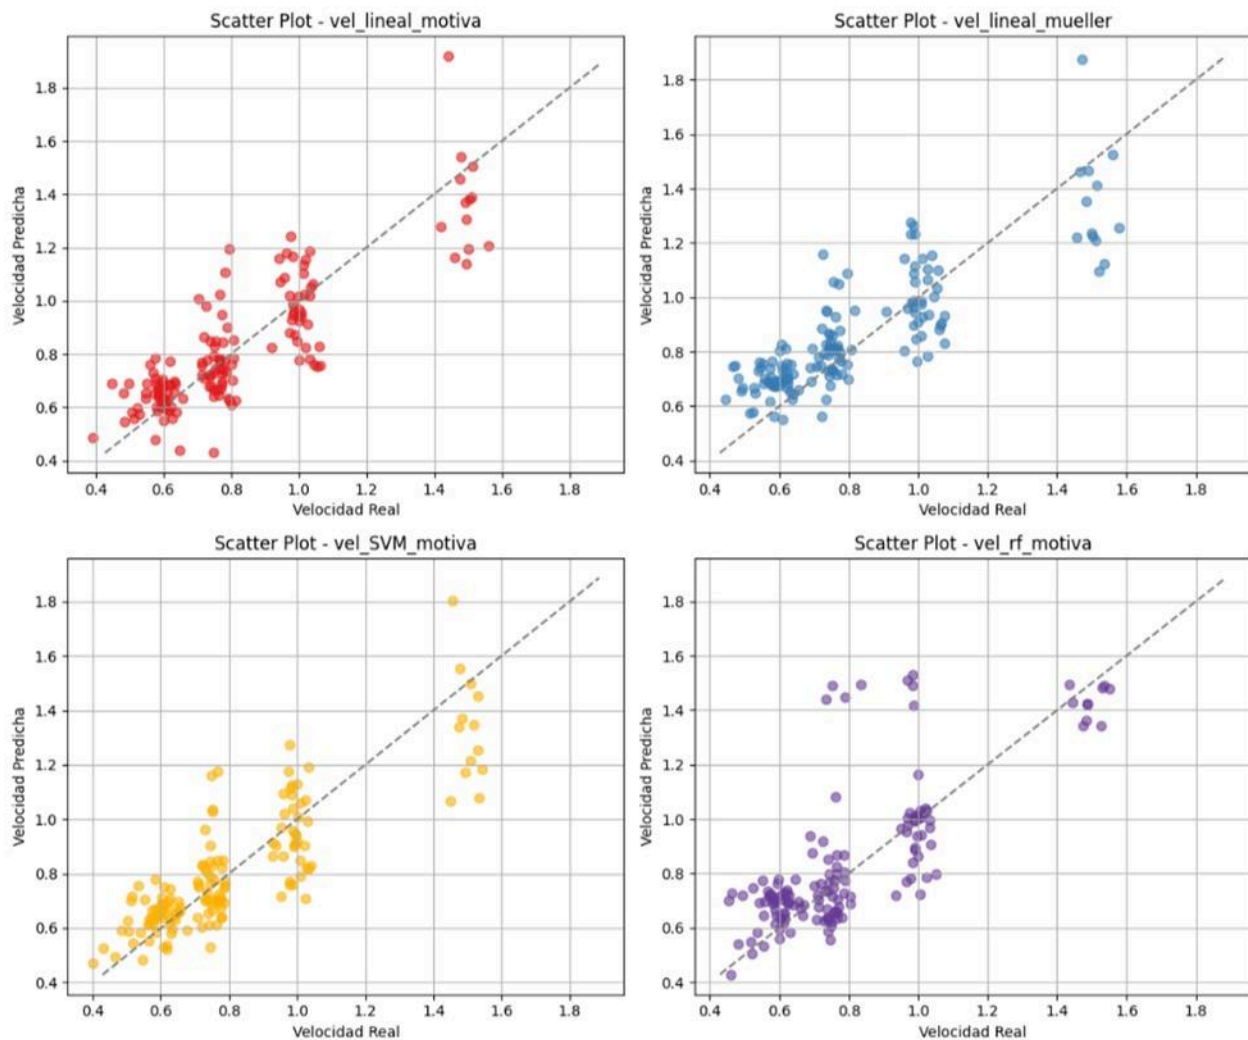 Scatter Plot - vel_lineal_motiva
Velocidad Predicha
1.8
1.6
1.4
1.2
1.0
0.8
0.6
0.4
0.4 0.6 0.8 1.0 1.2 1.4 1.6 1.8
Velocidad Real
Scatter Plot - vel_lineal_mueller
Velocidad Predicha
1.8
1.6
1.4
1.2
1.0
0.8
0.6
0.4
0.4 0.6 0.8 1.0 1.2 1.4 1.6 1.8
Velocidad Real
Scatter Plot - vel_SVM_motiva
Velocidad Predicha
1.8
1.6
1.4
1.2
1.0
0.8
0.6
0.4
0.4 0.6 0.8 1.0 1.2 1.4 1.6 1.8
Velocidad Real
Scatter Plot - vel_rf_motiva
Velocidad Predicha
1.8
1.6
1.4
1.2
1.0
0.8
0.6
0.4
0.4 0.6 0.8 1.0 1.2 1.4 1.6 1.8
Velocidad Real